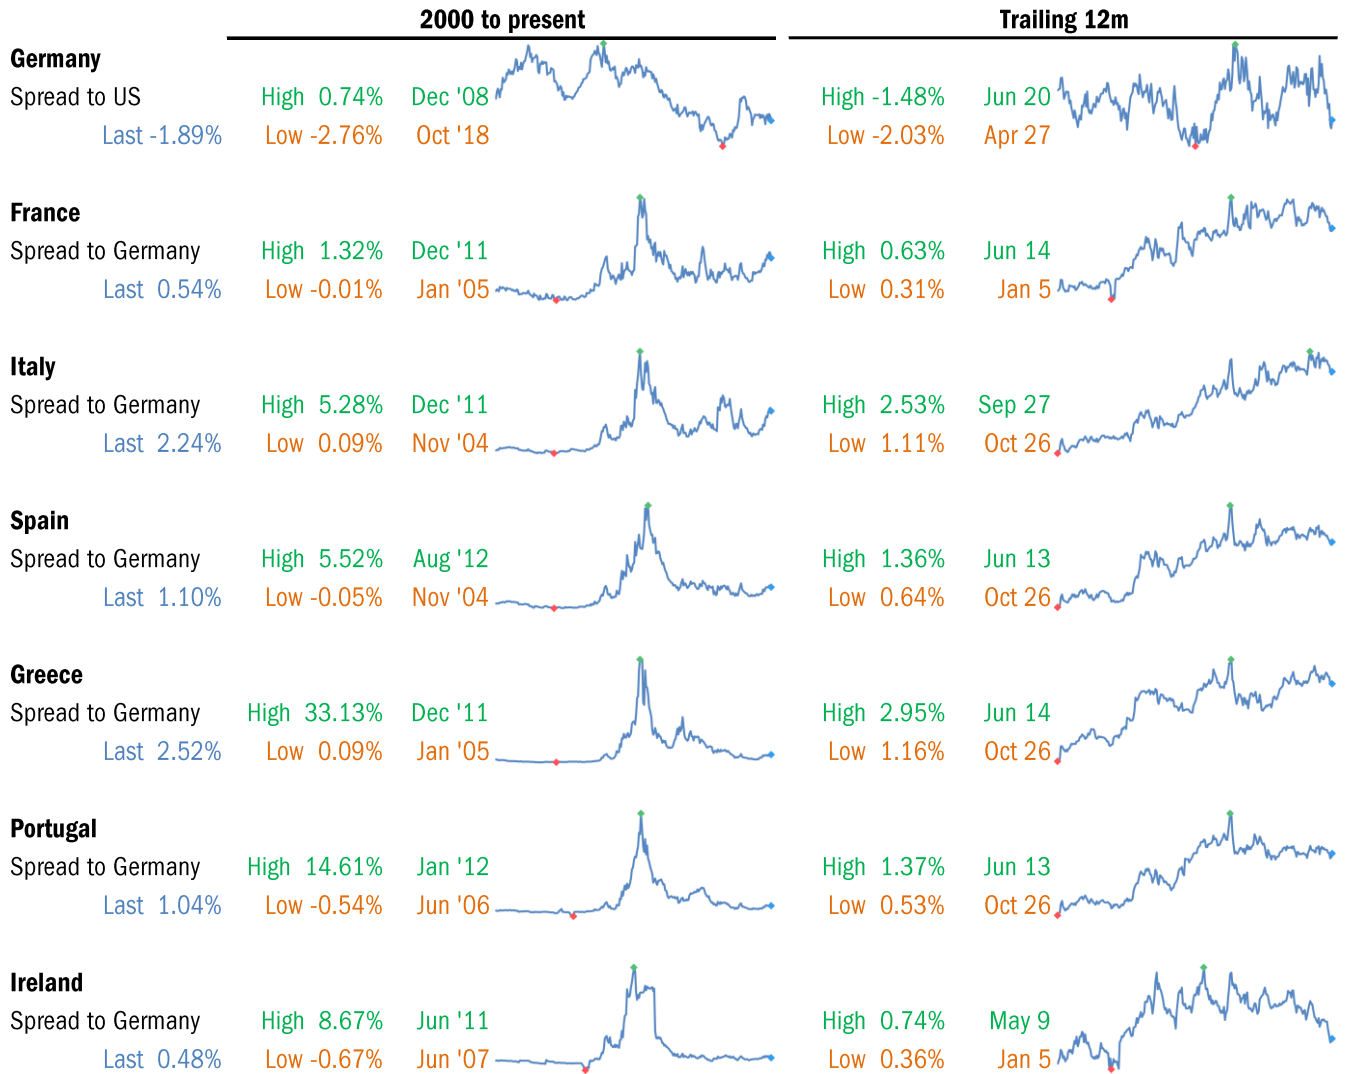 2000 to present Trailing 12m
Germany
Spread to US High 0.74% Dec '08 High -1.48% Jun 20
Last -1.89% Low -2.76% Oct '18 Low -2.03% Apr 27
France
Spread to Germany High 1.32% Dec '11 High 0.63% Jun 14
Last 0.54% Low -0.01% Jan '05 Low 0.31% Jan 5
Italy
Spread to Germany High 5.28% Dec '11 High 2.53% Sep 27
Last 2.24% Low 0.09% Nov '04 Low 1.11% Oct 26
Spain
Spread to Germany High 5.52% Aug '12 High 1.36% Jun 13
Last 1.10% Low -0.05% Nov '04 Low 0.64% Oct 26
Greece
Spread to Germany High 33.13% Dec '11 High 2.95% Jun 14
Last 2.52% Low 0.09% Jan '05 Low 1.16% Oct 26
Portugal
Spread to Germany High 14.61% Jan '12 High 1.37% Jun 13
Last 1.04% Low -0.54% Jun '06 Low 0.53% Oct 26
Ireland
Spread to Germany High 8.67% Jun '11 High 0.74% May 9
Last 0.48% Low -0.67% Jun '07 Low 0.36% Jan 5